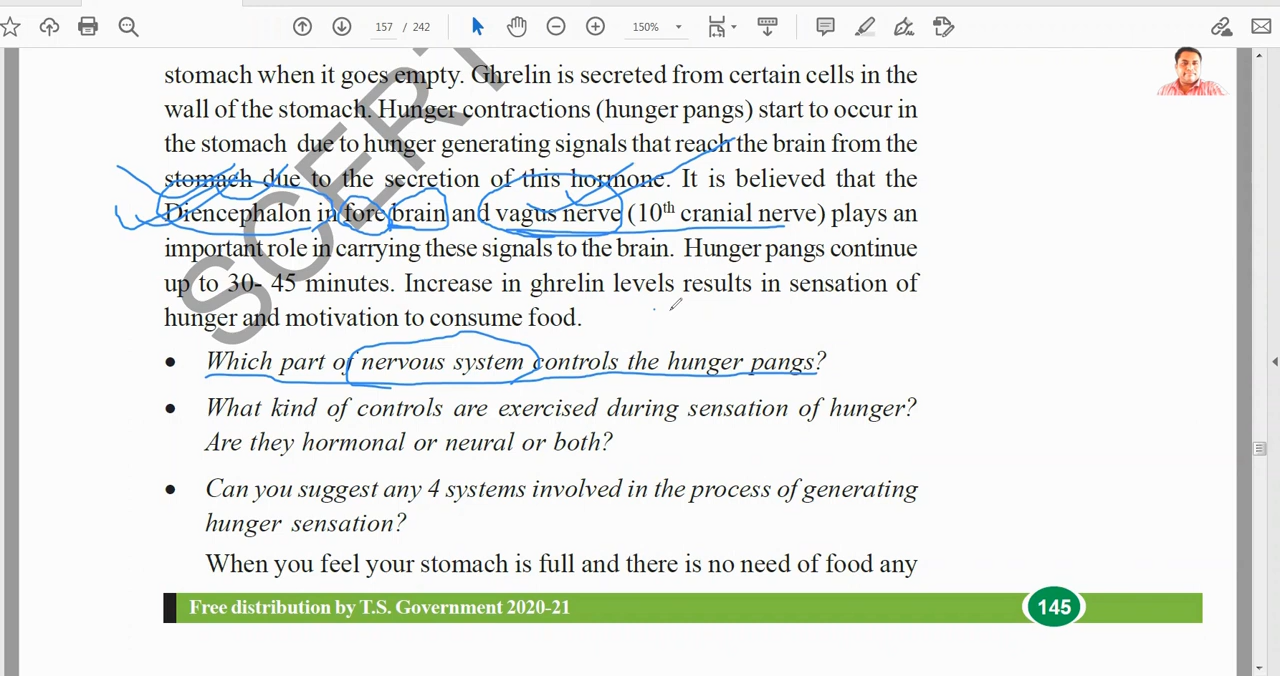 157 / 242
150%
stomach when it goes empty. Ghrelin is secreted from certain cells in the
wall of the stomach. Hunger contractions (hunger pangs) start to occur in
the stomach due to hunger generating signals that reach the brain from the
stomach due to the secretion of this hormone. It is believed that the
Diencephalon in fore brain and vagus nerve (10th cranial nerve) plays an
important role in carrying these signals to the brain. Hunger pangs continue
up to 30- 45 minutes. Increase in ghrelin levels results in sensation of
hunger and motivation to consume food.
• Which part of nervous system controls the hunger pangs?
• What kind of controls are exercised during sensation of hunger?
Are they hormonal or neural or both?
• Can you suggest any 4 systems involved in the process of generating
hunger sensation?
When you feel your stomach is full and there is no need of food any
Free distribution by T.S. Government 2020-21
145
SCERT